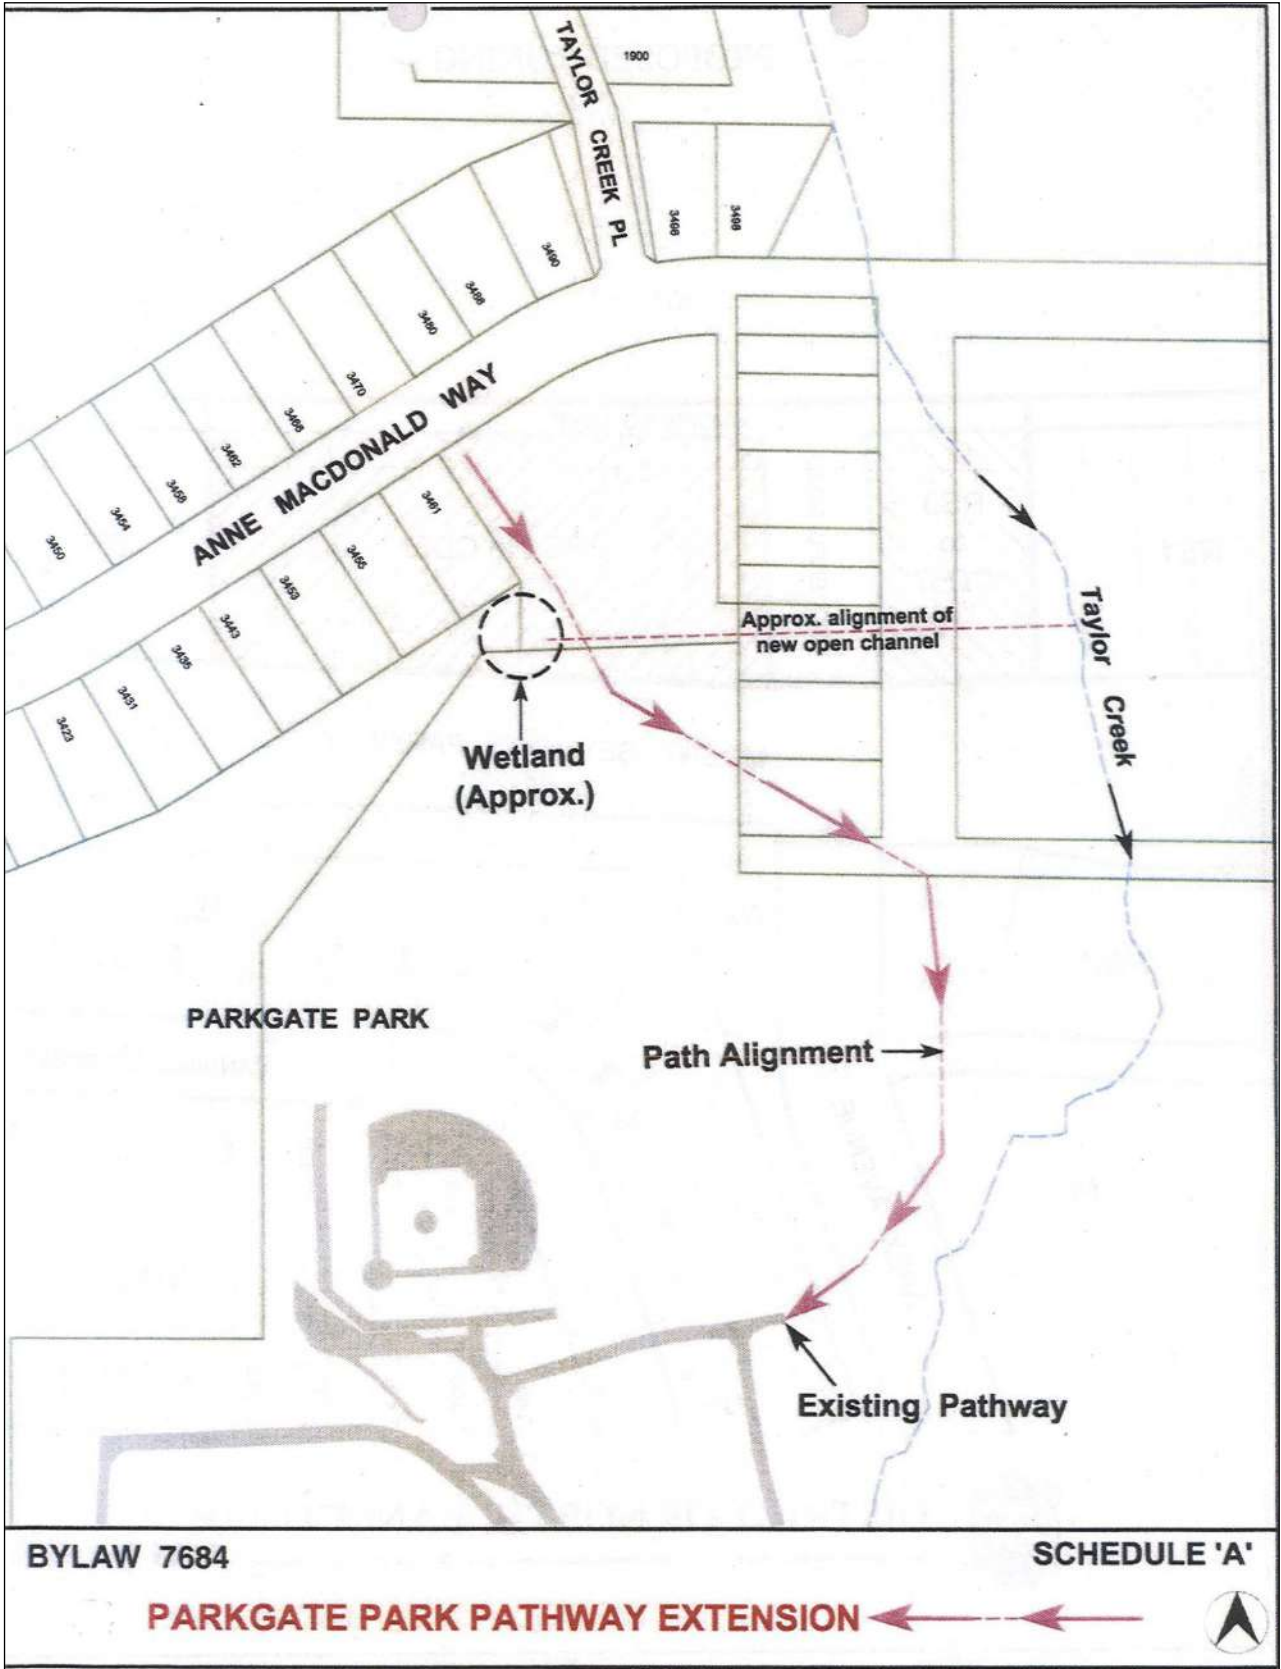 1900
TAYLOR CREEK PL
3496
3498
3490
3486
3480
3470
3466
3462
3458
3454
3450
ANNE MACDONALD WAY
3461
3455
3453
3443
3435
3431
3423
Approx. alignment of
new open channel
Taylor Creek
Wetland
(Approx.)
PARKGATE PARK
Path Alignment
Existing Pathway
BYLAW 7684
SCHEDULE 'A'
PARKGATE PARK PATHWAY EXTENSION